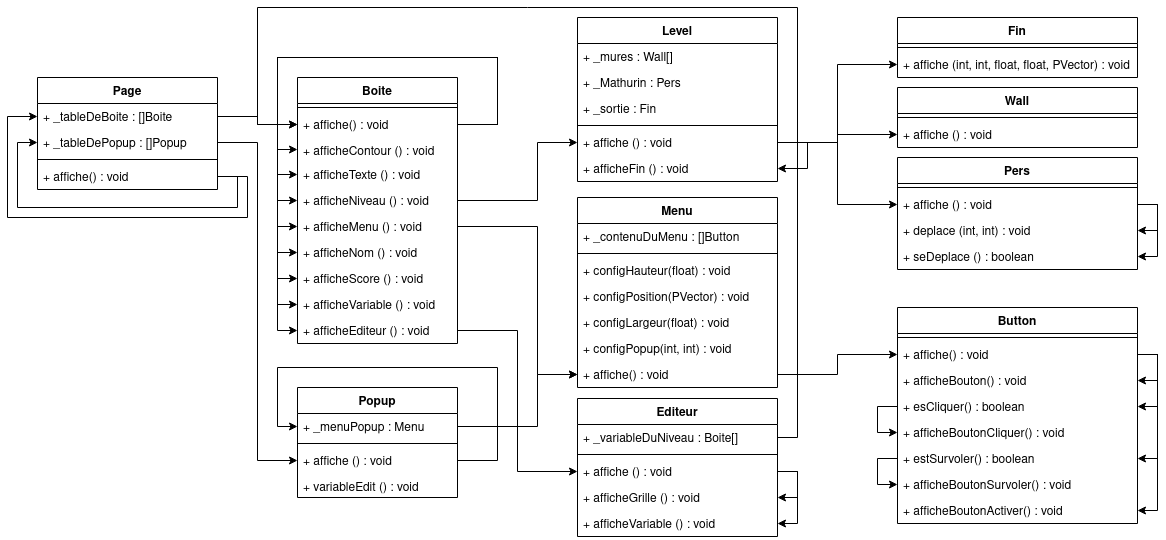 Page
+ _tableDeBoite : []Boite
+ _tableDePopup : []Popup
+ affiche() : void
Boite
+ affiche() : void
+ afficheContour () : void
+ afficheTexte () : void
+ afficheNiveau () : void
+ afficheMenu () : void
+ afficheNom () : void
+ afficheScore () : void
+ afficheVariable () : void
+ afficheEditeur () : void
Popup
+ _menuPopup : Menu
+ affiche () : void
+ variableEdit () : void
Level
+ _mures : Wall[]
+ _Mathurin : Pers
+ _sortie : Fin
+ affiche () : void
+ afficheFin () : void
Menu
+ _contenuDuMenu : []Button
+ configHauteur(float) : void
+ configPosition(PVector) : void
+ configLargeur(float) : void
+ configPopup(int, int) : void
+ affiche() : void
Editeur
+ _variableDuNiveau : Boite[]
+ affiche () : void
+ afficheGrille () : void
+ afficheVariable () : void
Fin
+ affiche (int, int, float, float, PVector) : void
Wall
+ affiche () : void
Pers
+ affiche () : void
+ deplace (int, int) : void
+ seDeplace () : boolean
Button
+ affiche() : void
+ afficheBouton() : void
+ esCliquer() : boolean
+ afficheBoutonCliquer() : void
+ estSurvoler() : boolean
+ afficheBoutonSurvoler() : void
+ afficheBoutonActiver() : void